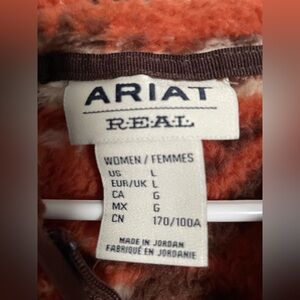 ARIAT
REAL
WOMEN / FEMMES
US L
EUR/UK L
CA G
MX G
CN 170/100A
MADE IN JORDAN
FABRIQUÉ EN JORDANIE